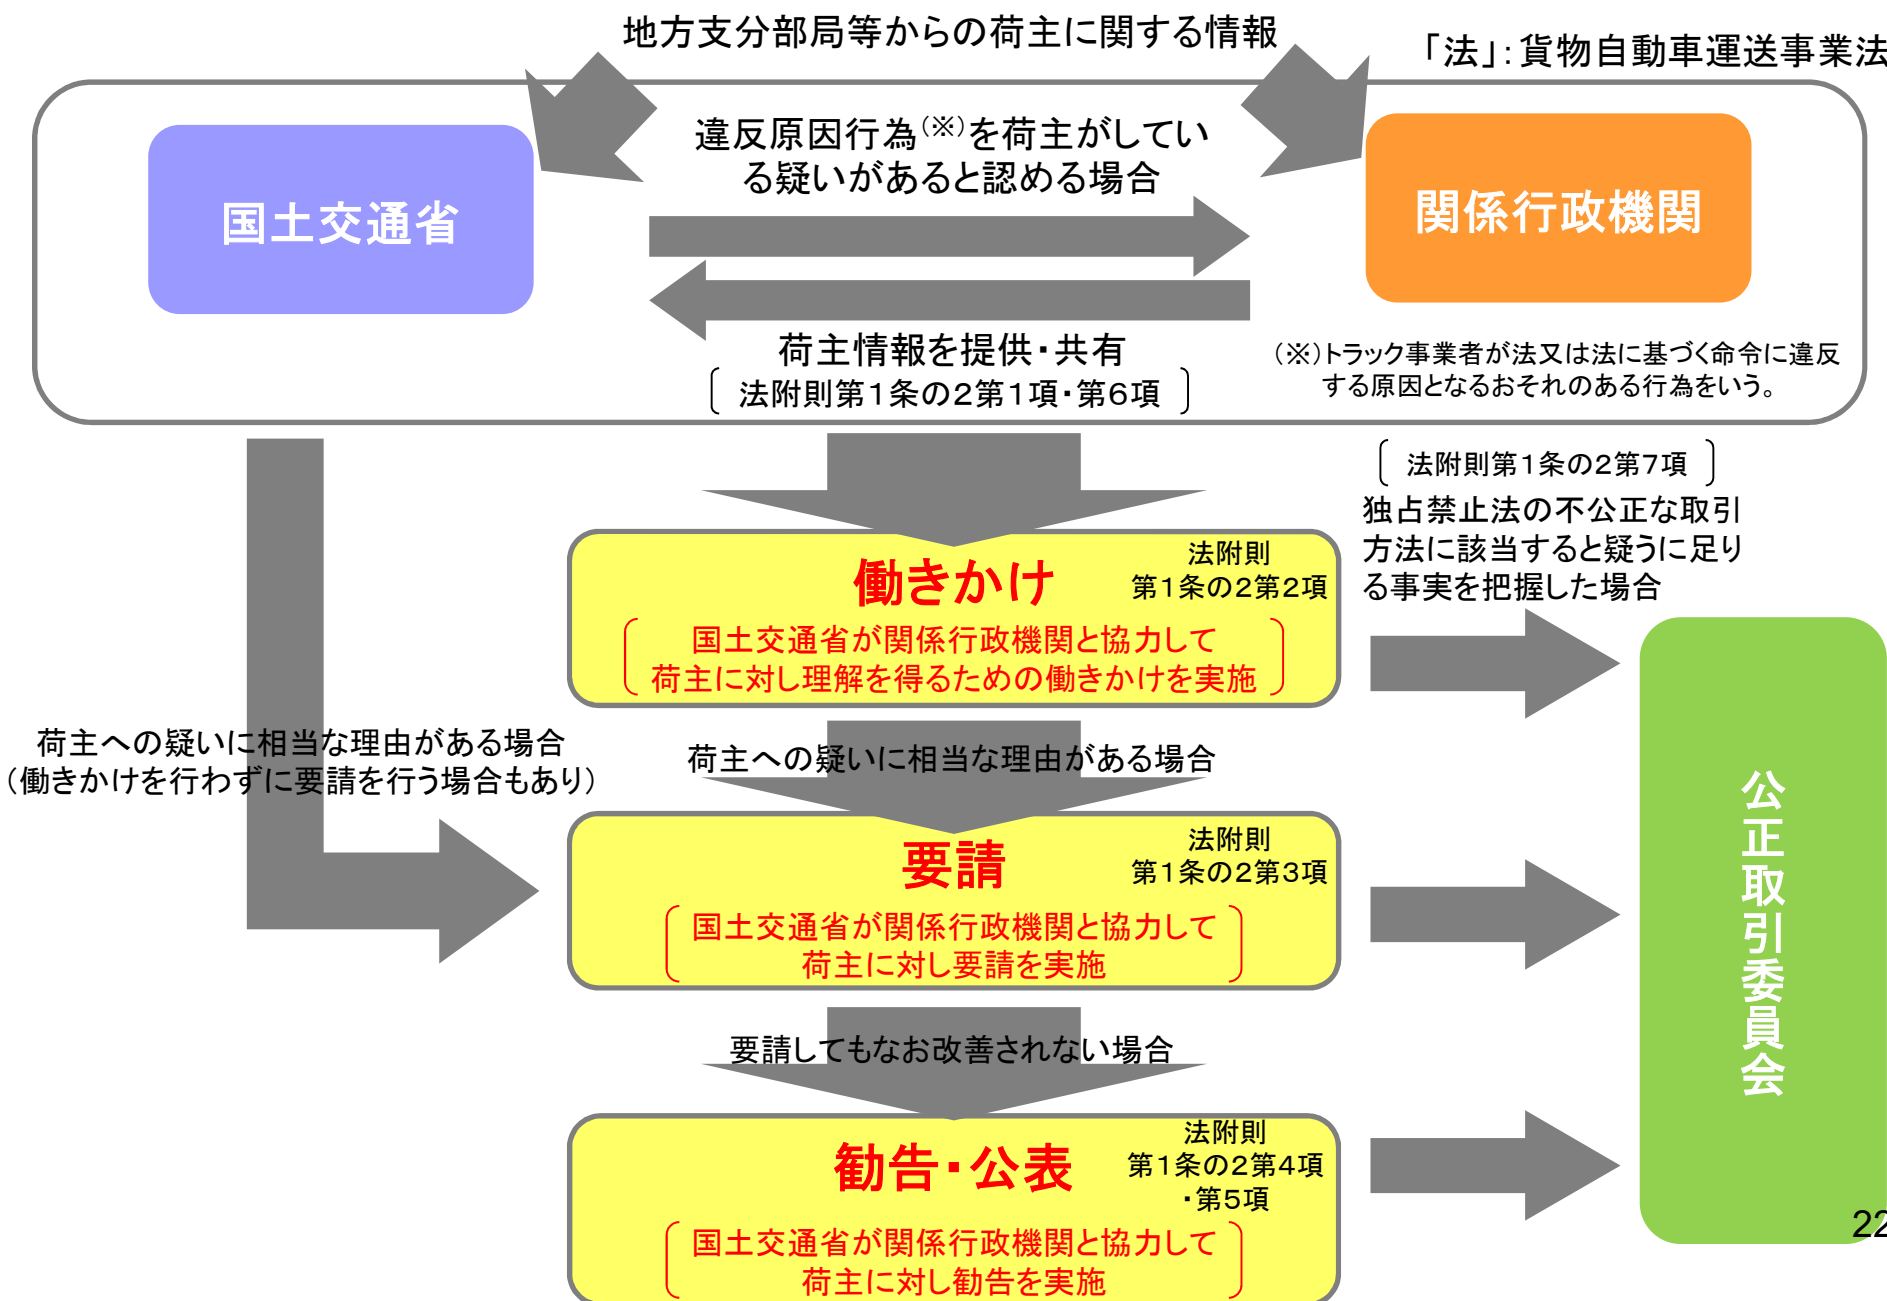 地方支分部局等からの荷主に関する情報
「法」：貨物自動車運送事業法
違反原因行為(※)を荷主がしてい
る疑いがあると認める場合
国土交通省
関係行政機関
荷主情報を提供・共有
法附則第1条の2第1項・第6項
(※)トラック事業者が法又は法に基づく命令に違反
する原因となるおそれのある行為をいう。
法附則第1条の2第7項
独占禁止法の不公正な取引
方法に該当すると疑うに足り
る事実を把握した場合
働きかけ
法附則
第1条の2第2項
国土交通省が関係行政機関と協力して
荷主に対し理解を得るための働きかけを実施
荷主への疑いに相当な理由がある場合
（働きかけを行わずに要請を行う場合もあり）
荷主への疑いに相当な理由がある場合
要請
法附則
第1条の2第3項
国土交通省が関係行政機関と協力して
荷主に対し要請を実施
公正取引委員会
要請してもなお改善されない場合
勧告・公表
法附則
第1条の2第4項
・第5項
国土交通省が関係行政機関と協力して
荷主に対し勧告を実施
22